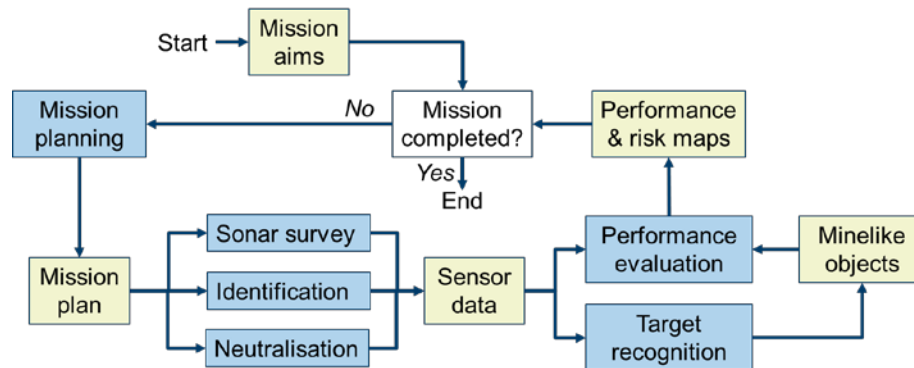 Start
Mission
aims
Mission
planning
No
Mission
completed?
Performance
& risk maps
Yes
End
Mission
plan
Sonar survey
Identification
Neutralisation
Sensor
data
Performance
evaluation
Minelike
objects
Target
recognition